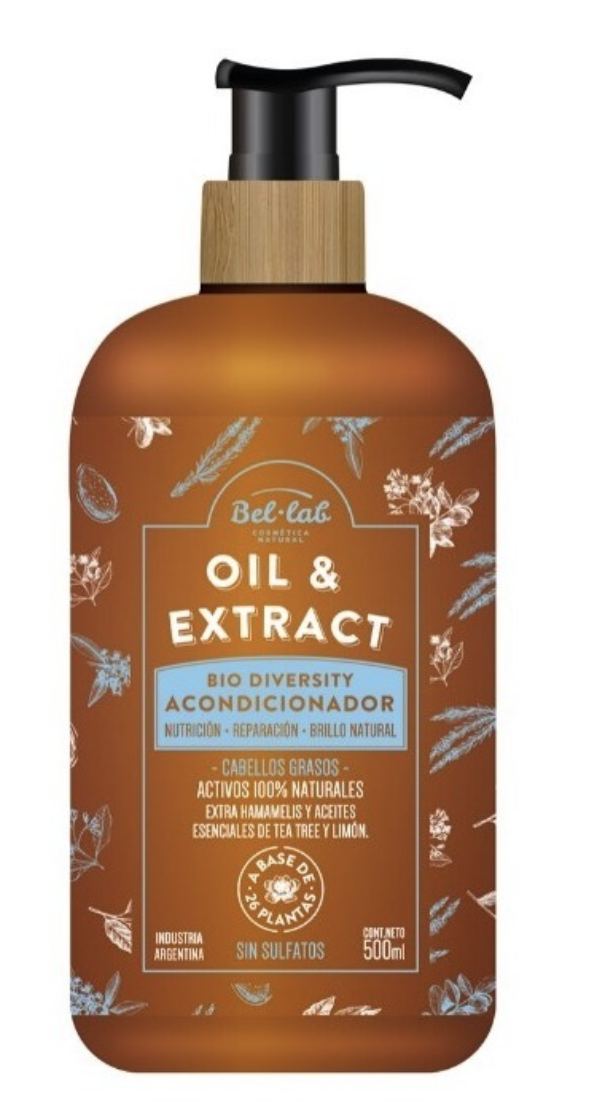 Bel·lab
COSMÉTICA
NATURAL
OIL &
EXTRACT
BIO DIVERSITY
ACONDICIONADOR
NUTRICIÓN • REPARACIÓN • BRILLO NATURAL
- CABELLOS GRASOS -
ACTIVOS 100% NATURALES
EXTRA HAMAMELIS Y ACEITES
ESENCIALES DE TEA TREE Y LIMÓN.
• A BASE DE •
26 PLANTAS
INDUSTRIA
ARGENTINA
SIN SULFATOS
CONT.NETO
500ml